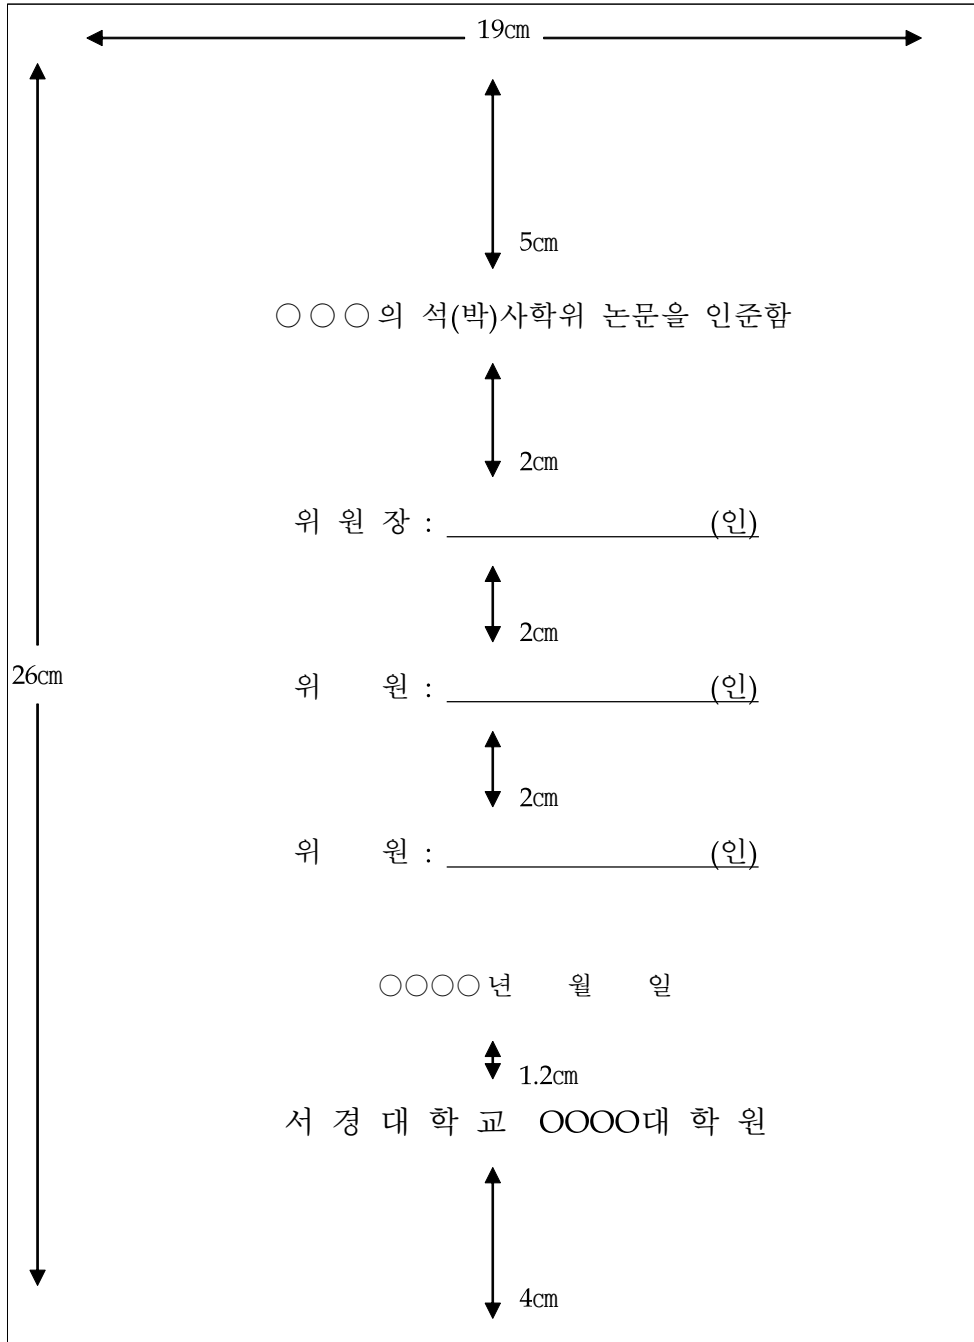 19㎝
5㎝
○○○의 석(박)사학위 논문을 인준함
2㎝
위 원 장 : (인)
2㎝
26㎝
위 원 : (인)
2㎝
위 원 : (인)
○○○○년 월 일
1.2㎝
서 경 대 학 교 OOOO대 학 원
4㎝